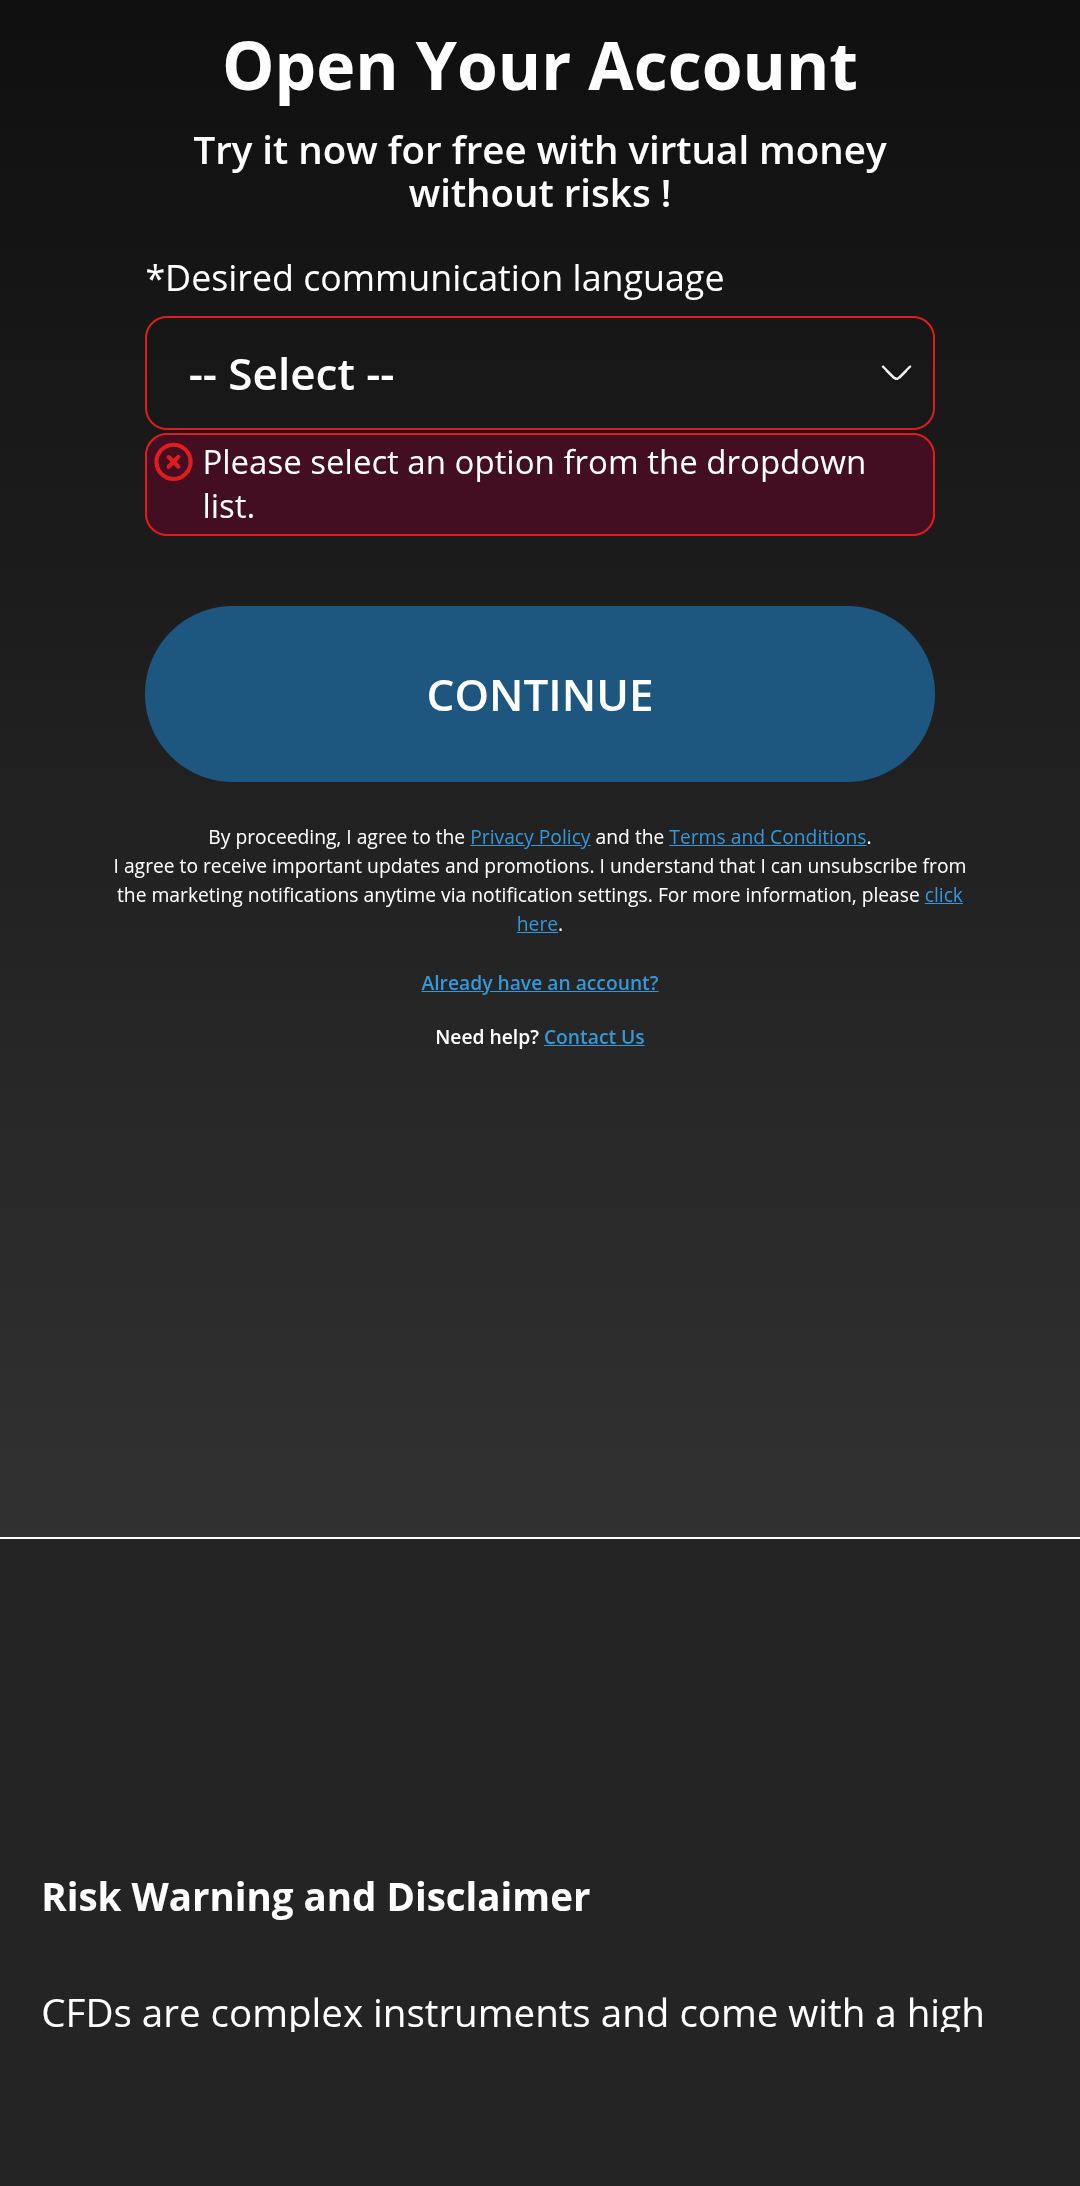 Open Your Account
Try it now for free with virtual money
without risks !
*Desired communication language
-- Select --
Please select an option from the dropdown
list.
CONTINUE
By proceeding, I agree to the Privacy Policy and the Terms and Conditions.
I agree to receive important updates and promotions. I understand that I can unsubscribe from
the marketing notifications anytime via notification settings. For more information, please click
here.
Already have an account?
Need help? Contact Us
Risk Warning and Disclaimer
CFDs are complex instruments and come with a high